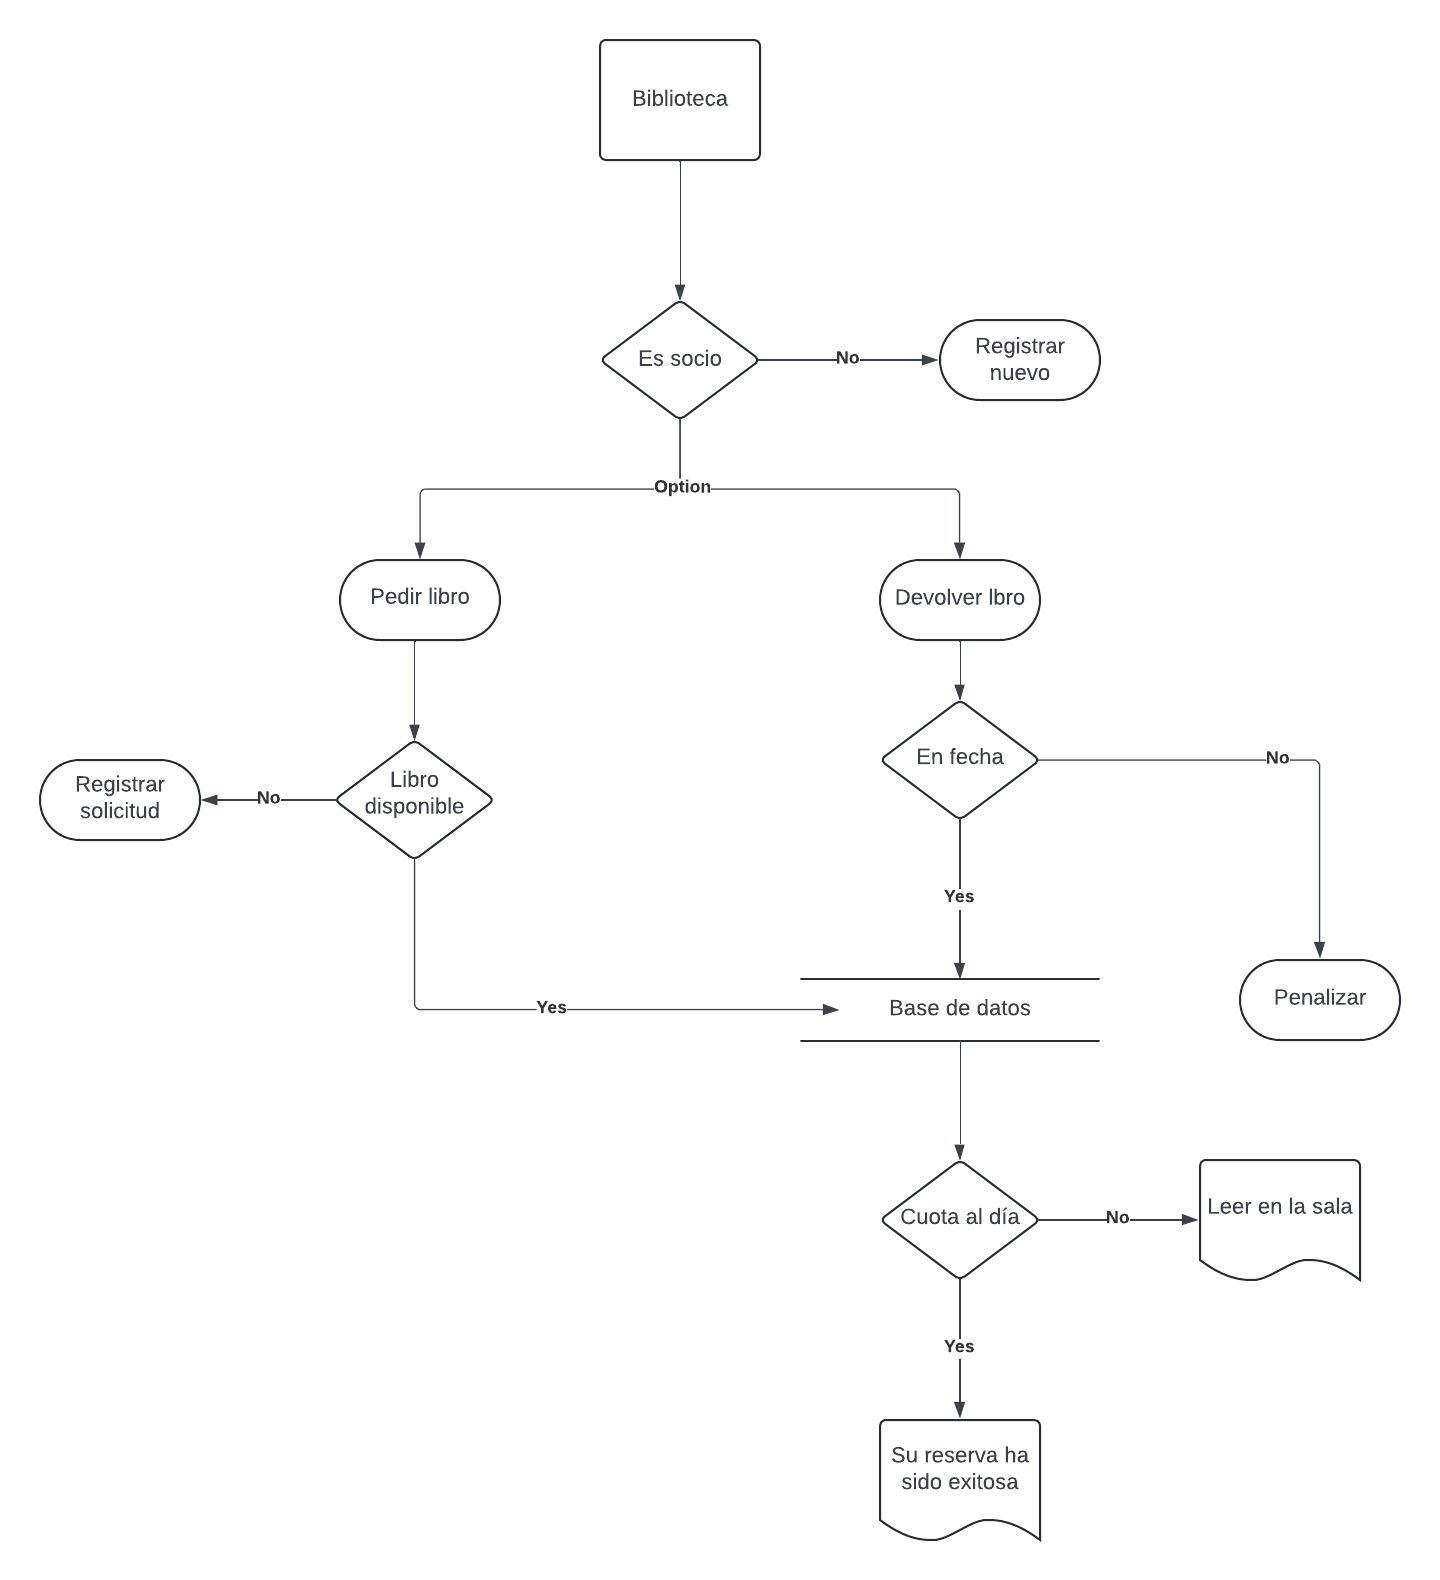 Biblioteca
Es socio
No
Registrar
nuevo
Option
Pedir libro
Devolver lbro
Libro
disponible
No
Registrar
solicitud
En fecha
No
Yes
Penalizar
Yes
Base de datos
Cuota al día
No
Leer en la sala
Yes
Su reserva ha
sido exitosa